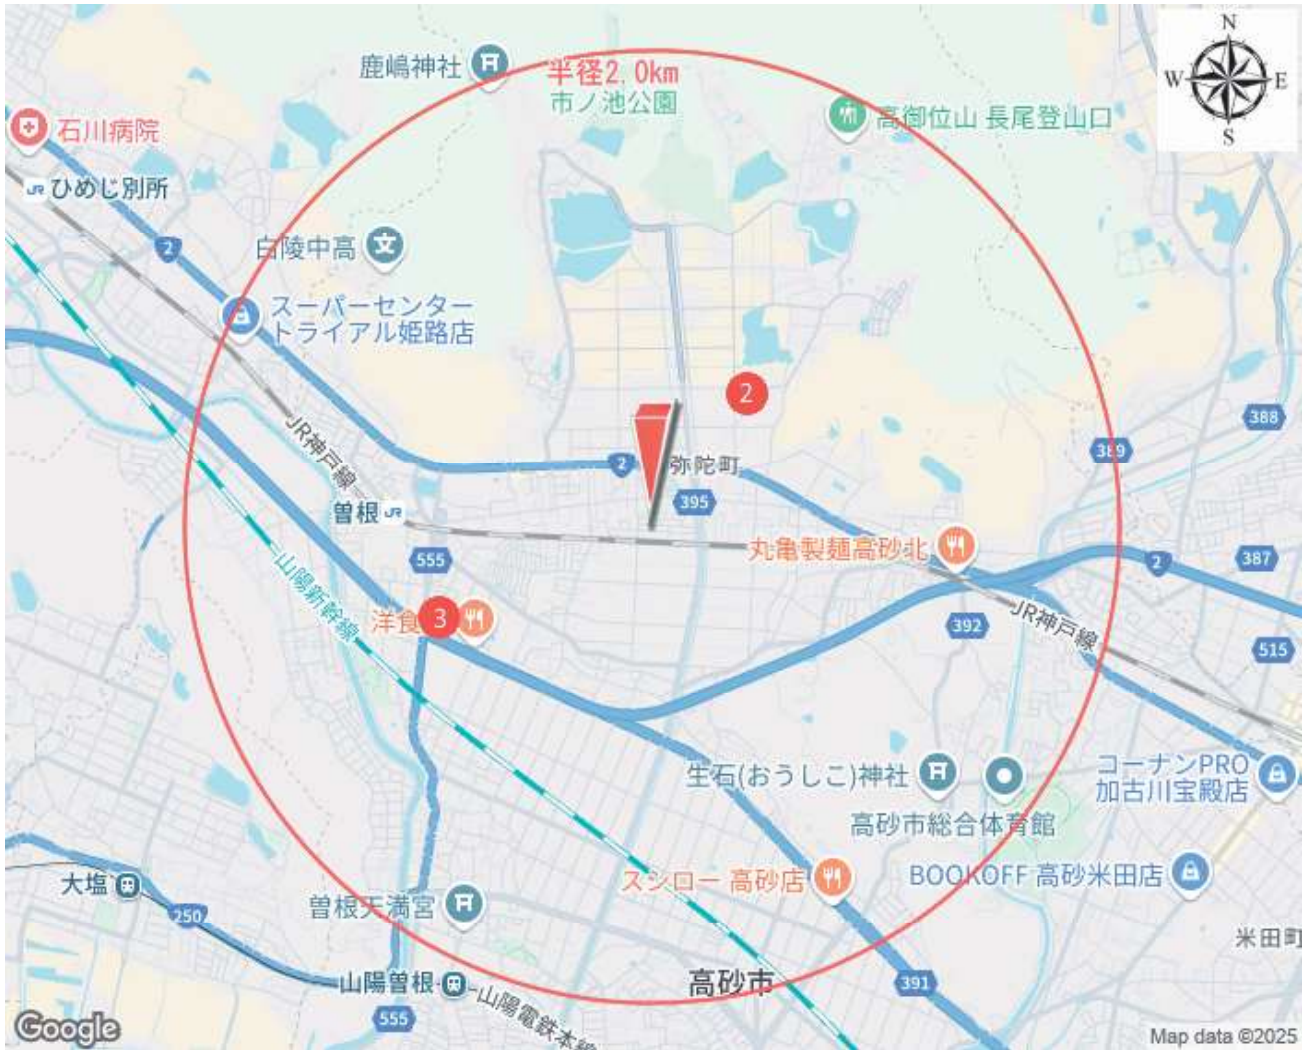 N
W
E
S
鹿嶋神社
半径2.0km
市ノ池公園
高御位山 長尾登山口
石川病院
JR
ひめじ別所
2
白陵中高
スーパーセンター
トライアル姫路店
2
388
389
JR神戸線
2
弥陀町
395
曽根
JR
丸亀製麺高砂北
2
387
555
山陽新幹線
洋食
3
392
JR神戸線
515
生石(おうしこ)神社
コーナンPRO
加古川宝殿店
高砂市総合体育館
大塩
スンロー 高砂店
BOOKOFF 高砂米田店
250
曽根天満宮
米田町
山陽曽根
高砂市
391
山陽電鉄本線
555
Google
Map data ©2025